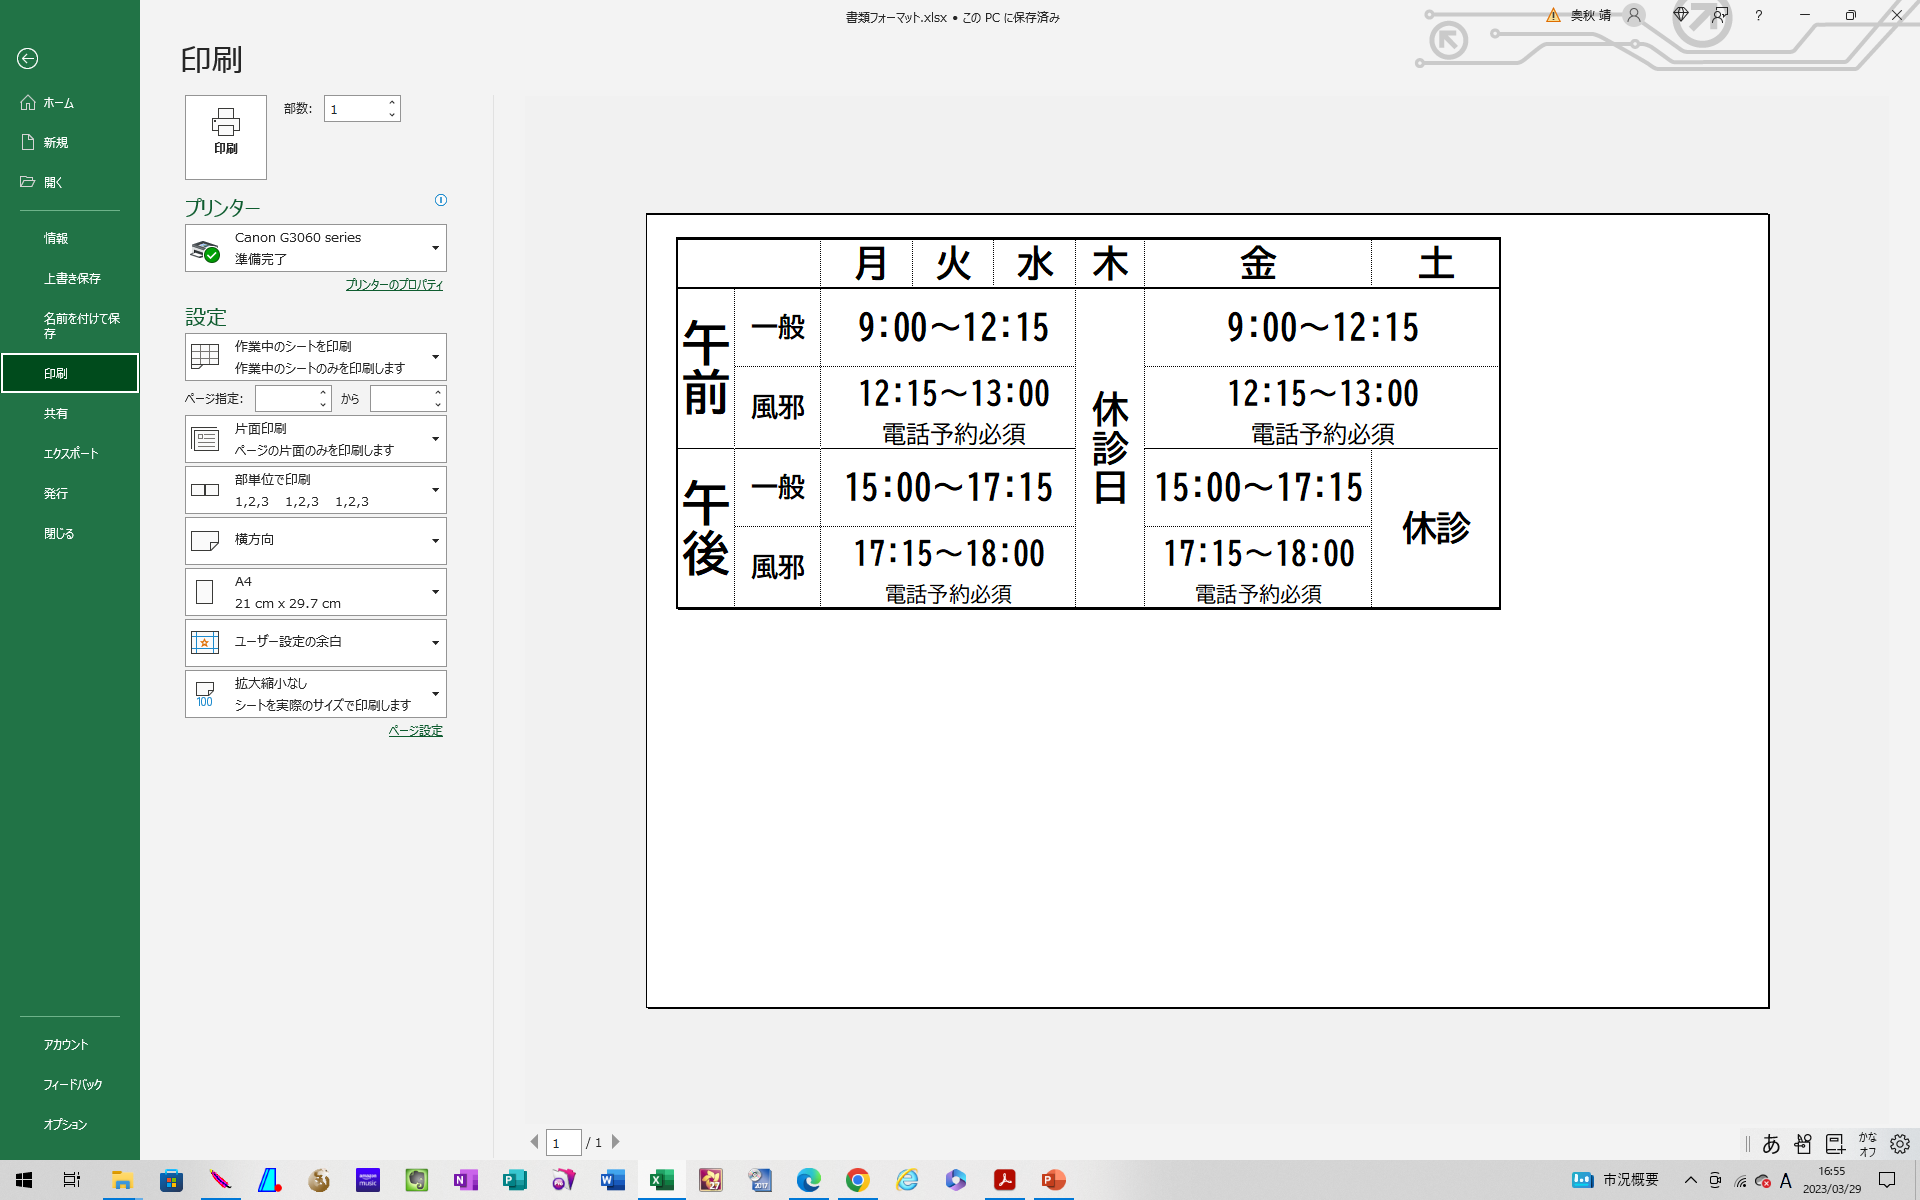 書類フォーマット.xlsx • この PC に保存済み
奥秋 靖
?
印刷
ホーム
新規
開く
情報
上書き保存
名前を付けて保
存
印刷
共有
エクスポート
発行
閉じる
アカウント
フィードバック
オプション
印刷
部数: 1
プリンター
Canon G3060 series
準備完了
プリンターのプロパティ
設定
作業中のシートを印刷
作業中のシートのみを印刷します
ページ指定: から
片面印刷
ページの片面のみを印刷します
部単位で印刷
1,2,3 1,2,3 1,2,3
横方向
A4
21 cm x 29.7 cm
ユーザー設定の余白
100
拡大縮小なし
シートを実際のサイズで印刷します
ページ設定
月 火 水 木 金 土
午前 一般 9:00～12:15 9:00～12:15
風邪 12:15～13:00 12:15～13:00
電話予約必須 電話予約必須
休診日
午後 一般 15:00～17:15 15:00～17:15
休診
風邪 17:15～18:00 17:15～18:00
電話予約必須 電話予約必須
1 / 1
あ かな
オフ
市況概要
A
16:55
2023/03/29